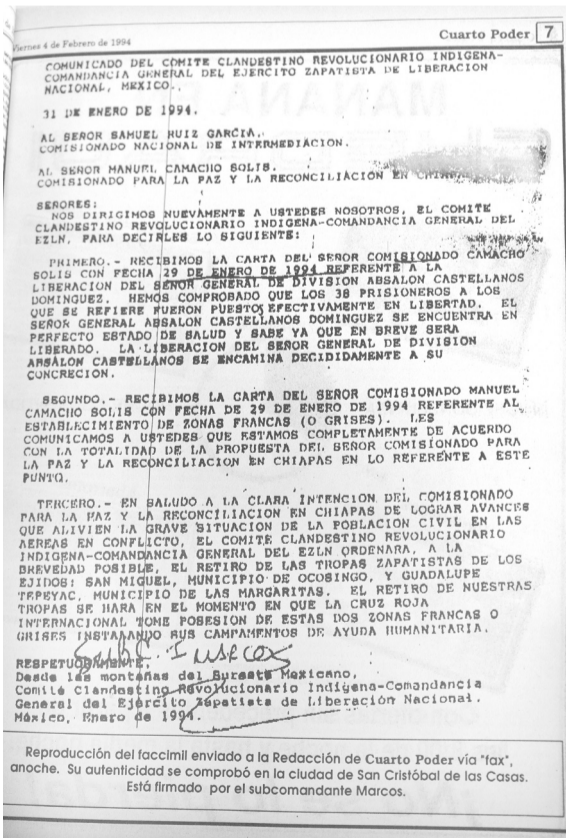 Viernes 4 de Febrero de 1994
Cuarto Poder 7
COMUNICADO DEL COMITE CLANDESTINO REVOLUCIONARIO INDIGENA-
COMANDANCIA GENERAL DEL EJERCITO ZAPATISTA DE LIBERACION
NACIONAL, MEXICO.
31 DE ENERO DE 1994.
AL SEÑOR SAMUEL RUIZ GARCIA,
COMISIONADO NACIONAL DE INTERMEDIACION.
AL SEÑOR MANUEL CAMACHO SOLIS.
COMISIONADO PARA LA PAZ Y LA RECONCILIACION EN
SEÑORES:
NOS DIRIGIMOS NUEVAMENTE A USTEDES NOSOTROS, EL COMITE
CLANDESTINO REVOLUCIONARIO INDIGENA-COMANDANCIA GENERAL DEL
EZLN, PARA DECIRLES LO SIGUIENTE:
PRIMERO.- RECIBIMOS LA CARTA DEL SEÑOR COMISIONADO CAMACHO
SOLIS CON FECHA 29 DE ENERO DE 1994 REFERENTE A LA
LIBERACION DEL SEÑOR GENERAL DE DIVISION ABSALON CASTELLANOS
DOMINGUEZ. HEMOS COMPROBADO QUE LOS 38 PRISIONEROS A LOS
QUE SE REFIERE FUERON PUESTOS EFECTIVAMENTE EN LIBERTAD. EL
SEÑOR GENERAL ABSALON CASTELLANOS DOMINGUEZ SE ENCUENTRA EN
PERFECTO ESTADO DE SALUD Y SABE YA QUE EN BREVE SERA
LIBERADO. LA LIBERACION DEL SEÑOR GENERAL DE DIVISION
ABSALON CASTELLANOS SE ENCAMINA DECIDIDAMENTE A SU
CONCRECION.
SEGUNDO.- RECIBIMOS LA CARTA DEL SEÑOR COMISIONADO MANUEL
CAMACHO SOLIS CON FECHA DE 29 DE ENERO DE 1994 REFERENTE AL
ESTABLECIMIENTO DE ZONAS FRANCAS (O GRISES). LES
COMUNICAMOS A USTEDES QUE ESTAMOS COMPLETAMENTE DE ACUERDO
CON LA TOTALIDAD DE LA PROPUESTA DEL SEÑOR COMISIONADO PARA
LA PAZ Y LA RECONCILIACION EN CHIAPAS EN LO REFERENTE A ESTE
PUNTO.
TERCERO.- EN SALUDO A LA CLARA INTENCION DEL COMISIONADO
PARA LA PAZ Y LA RECONCILIACION EN CHIAPAS DE LOGRAR AVANCES
QUE ALIVIEN LA GRAVE SITUACION DE LA POBLACION CIVIL EN LAS
AEREAS EN CONFLICTO, EL COMITE CLANDESTINO REVOLUCIONARIO
INDIGENA-COMANDANCIA GENERAL DEL EZLN ORDENARA, A LA
BREVEDAD POSIBLE, EL RETIRO DE LAS TROPAS ZAPATISTAS DE LOS
EJIDOS: SAN MIGUEL, MUNICIPIO DE OCOSINGO, Y GUADALUPE
TEPEYAC, MUNICIPIO DE LAS MARGARITAS. EL RETIRO DE NUESTRAS
TROPAS SE HARA EN EL MOMENTO EN QUE LA CRUZ ROJA
INTERNACIONAL TOME POSESION DE ESTAS DOS ZONAS FRANCAS O
GRISES INSTALANDO SUS CAMPAMENTOS DE AYUDA HUMANITARIA.
RESPETUOSAMENTE,
Desde las montañas del Sureste Mexicano,
Comité Clandestino Revolucionario Indígena-Comandancia
General del Ejército Zapatista de Liberación Nacional.
México, Enero de 1994.
Reproducción del faccimil enviado a la Redacción de Cuarto Poder vía "fax",
anoche. Su autenticidad se comprobó en la ciudad de San Cristóbal de las Casas.
Está firmado por el subcomandante Marcos.